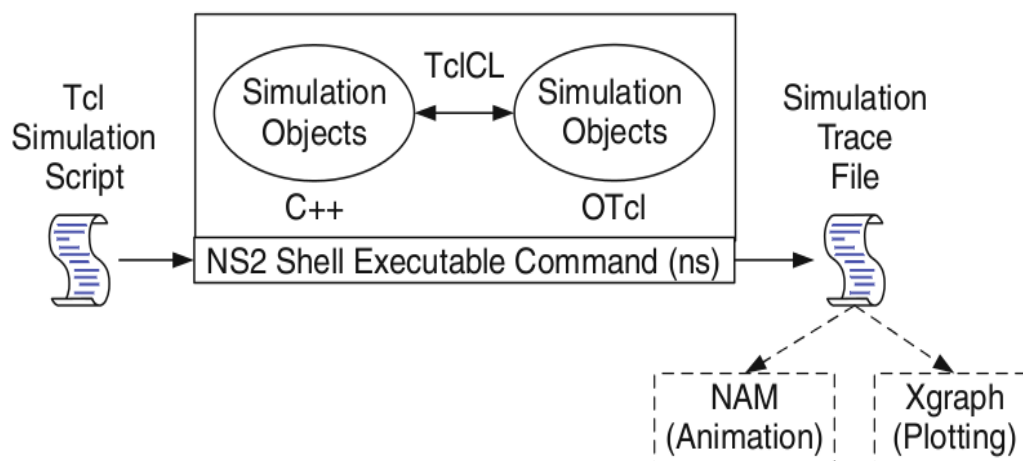 Tcl
Simulation
Script
TclCL
Simulation
Objects
Simulation
Objects
C++
OTcl
NS2 Shell Executable Command (ns)
Simulation
Trace
File
NAM
(Animation)
Xgraph
(Plotting)